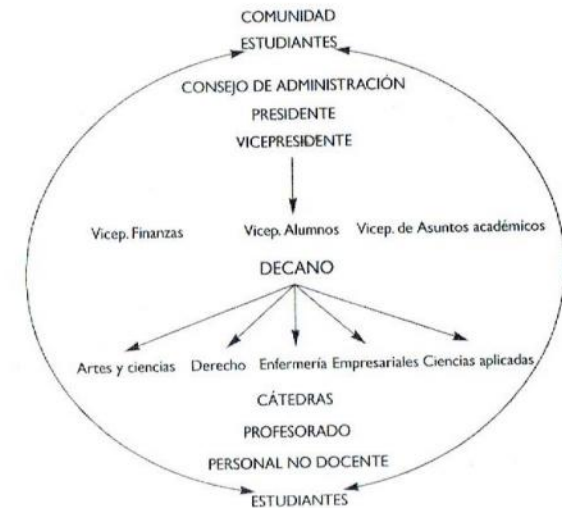 COMUNIDAD
ESTUDIANTES
CONSEJO DE ADMINISTRACIÓN
PRESIDENTE
VICEPRESIDENTE
Vicep. Finanzas Vicep. Alumnos Vicep. de Asuntos académicos
DECANO
Artes y ciencias Derecho Enfermería Empresariales Ciencias aplicadas
CÁTEDRAS
PROFESORADO
PERSONAL NO DOCENTE
ESTUDIANTES